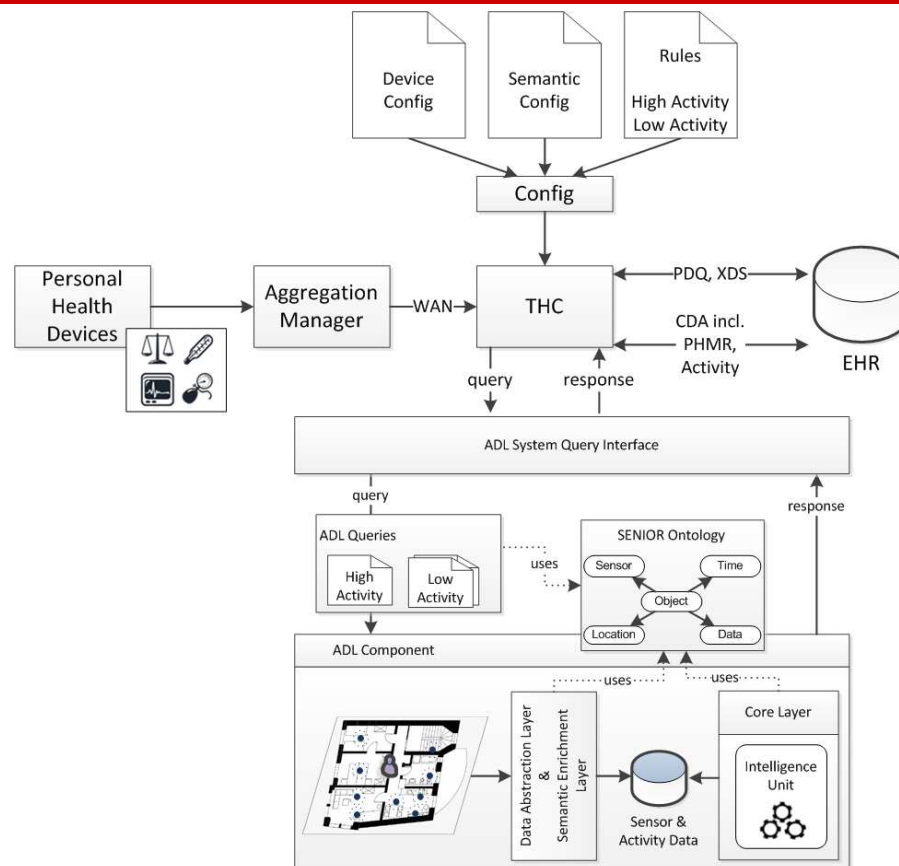 Device
Config
Semantic
Config
Rules
High Activity
Low Activity
Config
Personal
Health
Devices
Aggregation
Manager
WAN
THC
PDQ, XDS
CDA incl.
PHMR,
Activity
EHR
query
response
ADL System Query Interface
query
response
ADL Queries
High
Activity
Low
Activity
uses
SENIOR Ontology
Sensor
Time
Object
Location
Data
ADL Component
uses
uses
Data Abstraction Layer
&
Semantic Enrichment
Layer
Sensor &
Activity Data
Core Layer
Intelligence
Unit